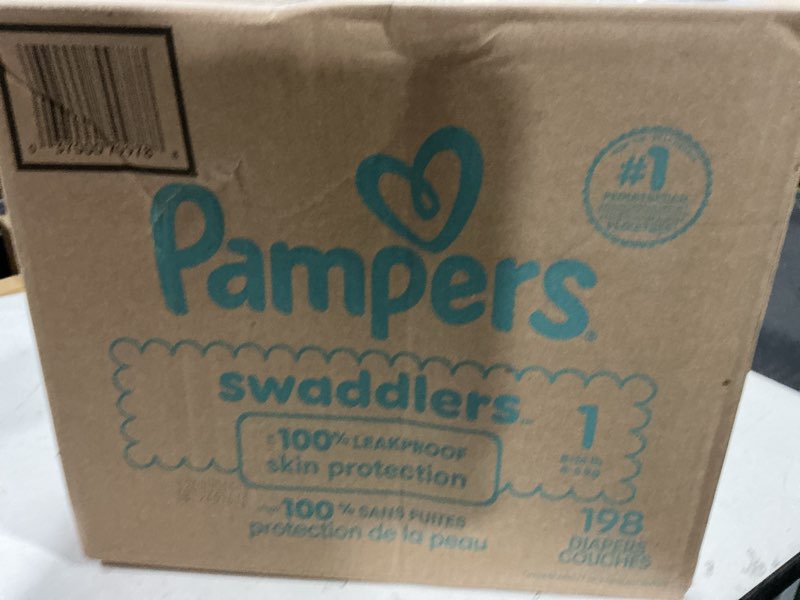 #1
Pampers
swaddlers
1
100% LEAKPROOF
skin protection
100% SANS FUITES
protection de la peau
198
DIAPERS
COUCHES